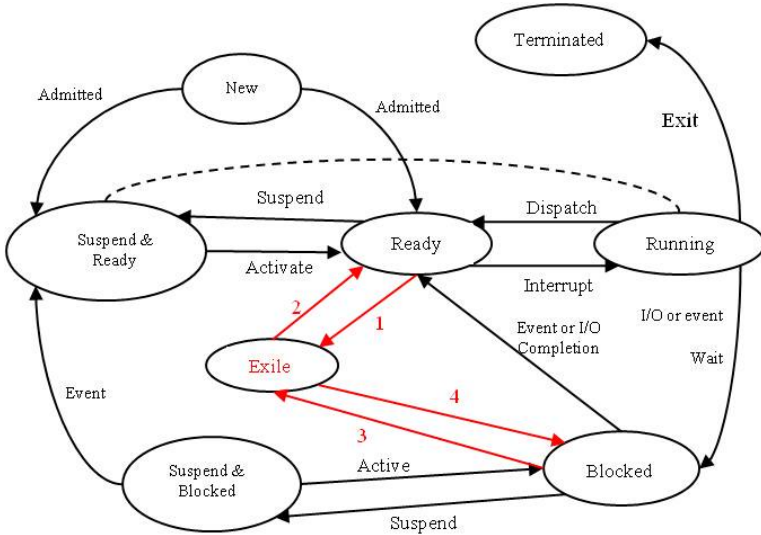 Terminated
New
Admitted
Admitted
Exit
Suspend
Dispatch
Suspend &
Ready
Ready
Running
Activate
Interrupt
2
1
Event or I/O
Completion
I/O or event
Wait
Exile
4
Event
3
Suspend &
Blocked
Active
Blocked
Suspend